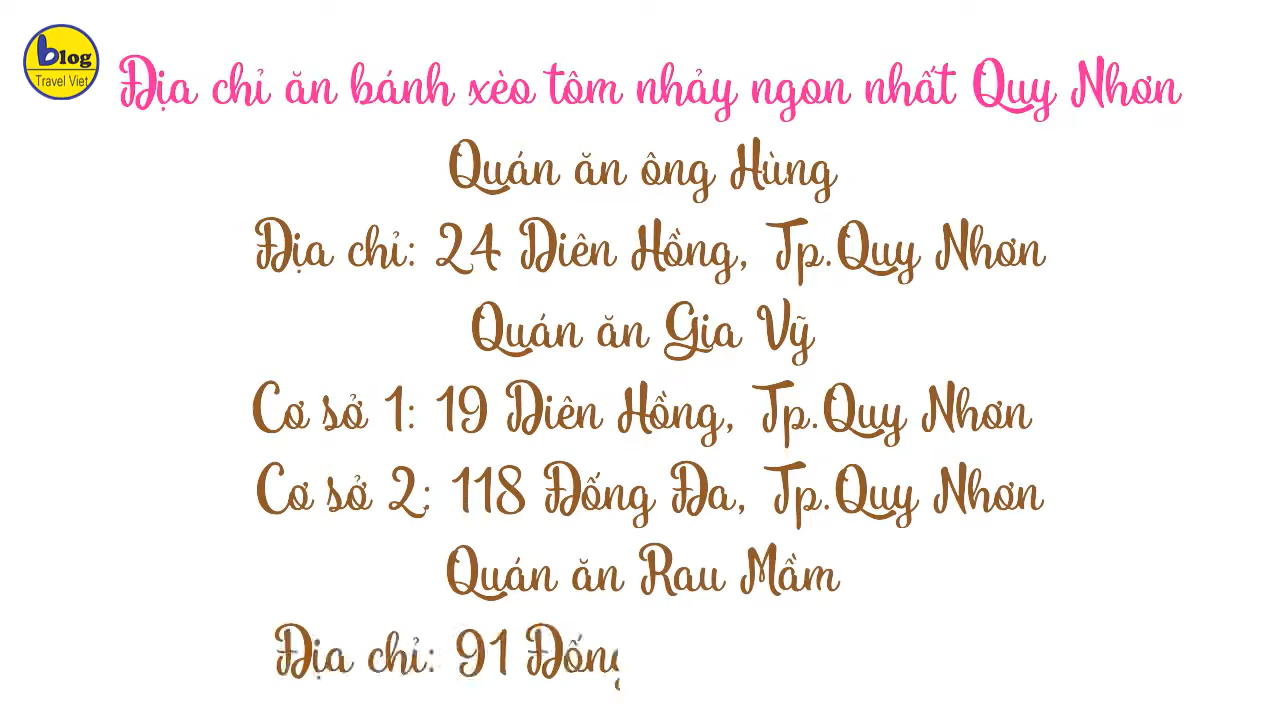 blog
Travel Viet
Địa chỉ ăn bánh xèo tôm nhảy ngon nhất Quy Nhơn
Quán ăn ông Hùng
Địa chỉ: 24 Diên Hồng, Tp.Quy Nhơn
Quán ăn Gia Vỹ
Cơ sở 1: 19 Diên Hồng, Tp.Quy Nhơn
Cơ sở 2: 118 Đống Đa, Tp.Quy Nhơn
Quán ăn Rau Mầm
Địa chỉ: 91 Đống